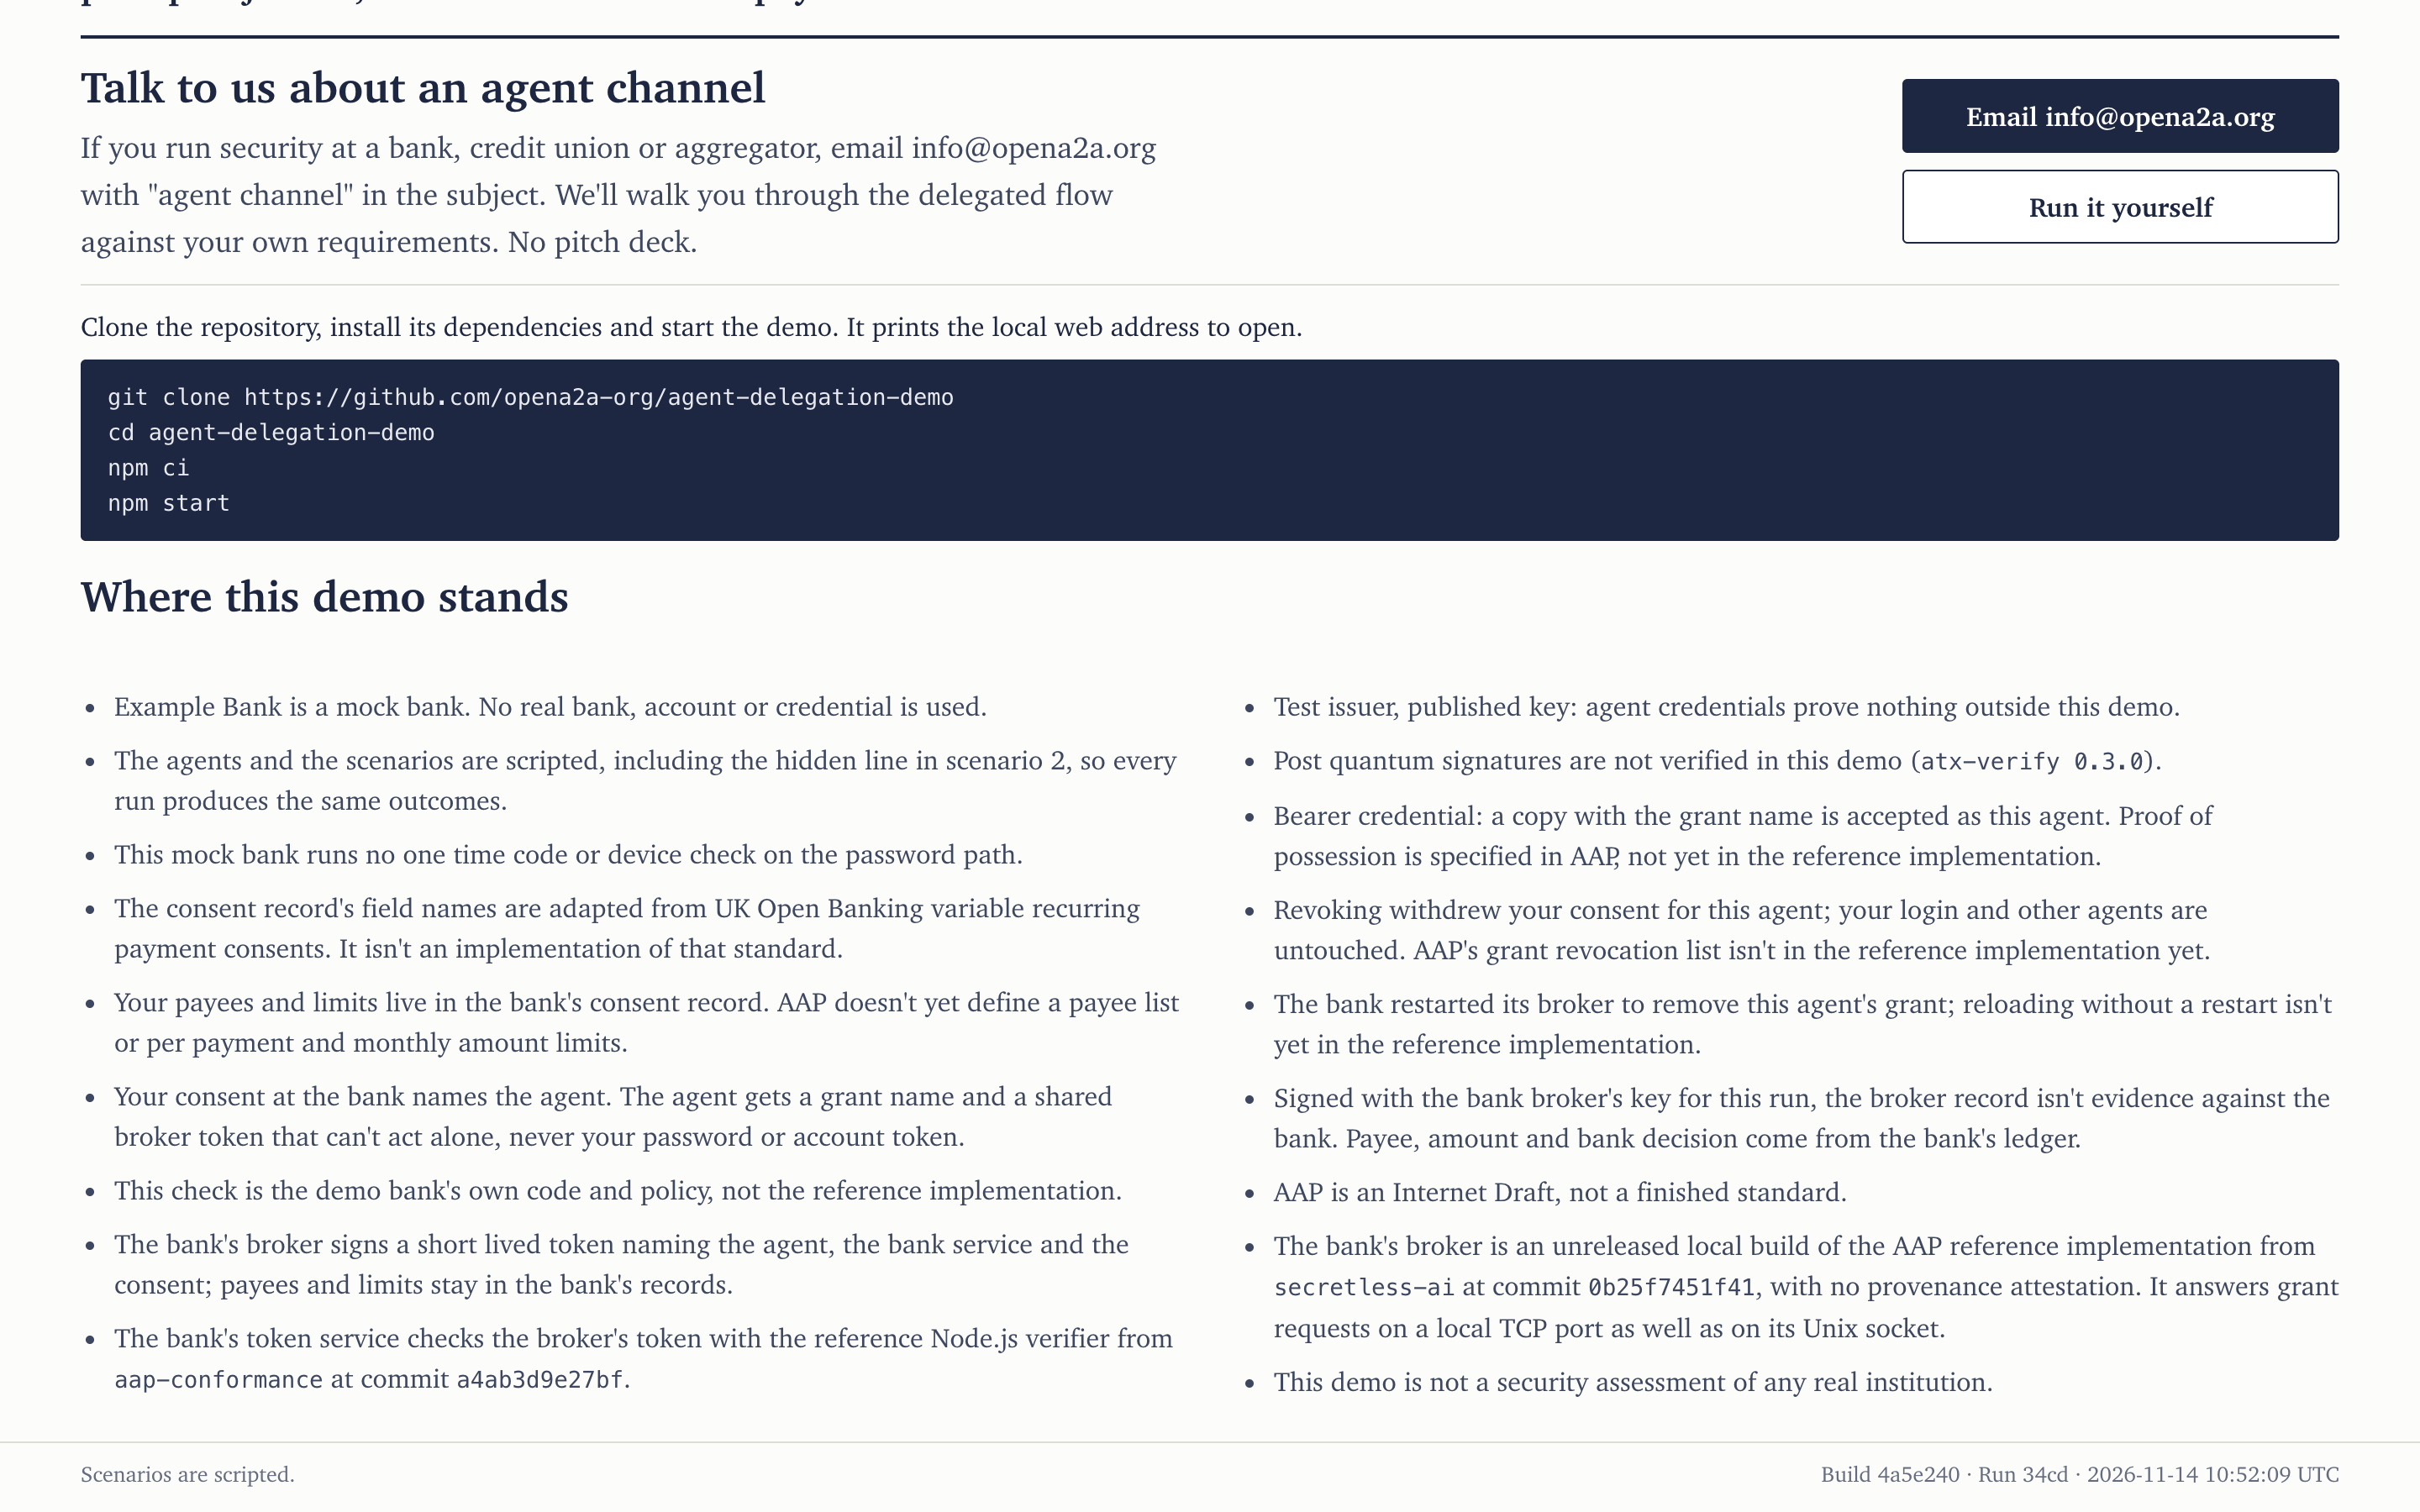 Talk to us about an agent channel
If you run security at a bank, credit union or aggregator, email info@opena2a.org
with "agent channel" in the subject. We'll walk you through the delegated flow
against your own requirements. No pitch deck.
Email info@opena2a.org
Run it yourself
Clone the repository, install its dependencies and start the demo. It prints the local web address to open.
git clone https://github.com/opena2a-org/agent-delegation-demo
cd agent-delegation-demo
npm ci
npm start
Where this demo stands
• Example Bank is a mock bank. No real bank, account or credential is used.
• The agents and the scenarios are scripted, including the hidden line in scenario 2, so every
run produces the same outcomes.
• This mock bank runs no one time code or device check on the password path.
• The consent record's field names are adapted from UK Open Banking variable recurring
payment consents. It isn't an implementation of that standard.
• Your payees and limits live in the bank's consent record. AAP doesn't yet define a payee list
or per payment and monthly amount limits.
• Your consent at the bank names the agent. The agent gets a grant name and a shared
broker token that can't act alone, never your password or account token.
• This check is the demo bank's own code and policy, not the reference implementation.
• The bank's broker signs a short lived token naming the agent, the bank service and the
consent; payees and limits stay in the bank's records.
• The bank's token service checks the broker's token with the reference Node.js verifier from
aap-conformance at commit a4ab3d9e27bf.
• Test issuer, published key: agent credentials prove nothing outside this demo.
• Post quantum signatures are not verified in this demo (atx-verify 0.3.0).
• Bearer credential: a copy with the grant name is accepted as this agent. Proof of
possession is specified in AAP, not yet in the reference implementation.
• Revoking withdrew your consent for this agent; your login and other agents are
untouched. AAP's grant revocation list isn't in the reference implementation yet.
• The bank restarted its broker to remove this agent's grant; reloading without a restart isn't
yet in the reference implementation.
• Signed with the bank broker's key for this run, the broker record isn't evidence against the
bank. Payee, amount and bank decision come from the bank's ledger.
• AAP is an Internet Draft, not a finished standard.
• The bank's broker is an unreleased local build of the AAP reference implementation from
secretless-ai at commit 0b25f7451f41, with no provenance attestation. It answers grant
requests on a local TCP port as well as on its Unix socket.
• This demo is not a security assessment of any real institution.
Scenarios are scripted.
Build 4a5e240 · Run 34cd · 2026-11-14 10:52:09 UTC